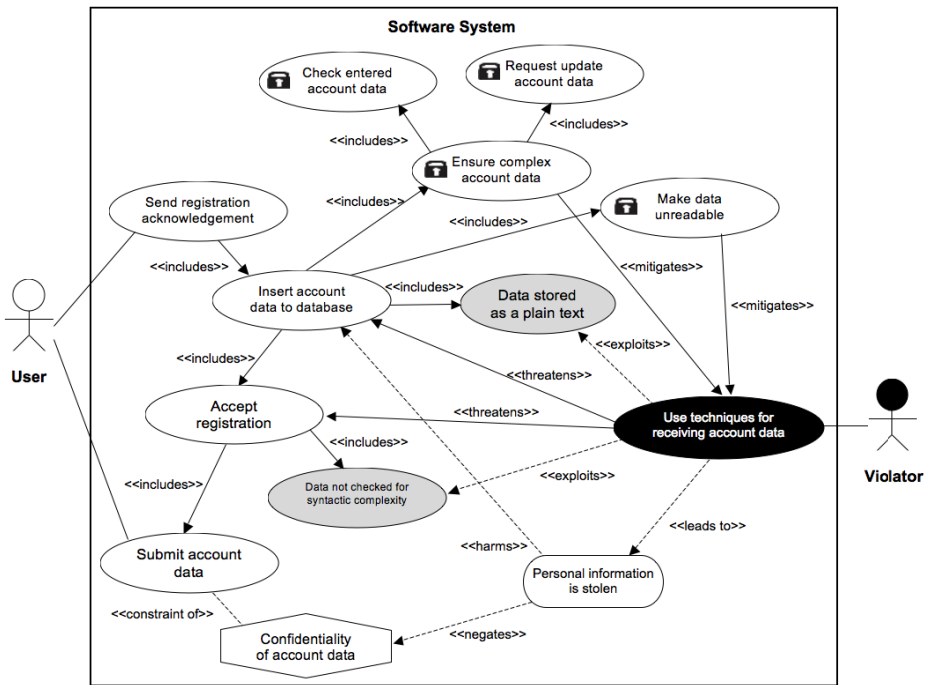 Software System
Check entered
account data
Request update
account data
<<includes>>
<<includes>>
Ensure complex
account data
Send registration
acknowledgement
<<includes>>
<<includes>>
Make data
unreadable
<<includes>>
Insert account
data to database
<<includes>>
Data stored
as a plain text
<<mitigates>>
<<mitigates>>
User
<<includes>>
<<exploits>>
<<threatens>>
Accept
registration
<<threatens>>
Use techniques for
receiving account data
<<includes>>
Violator
<<includes>>
Data not checked for
syntactic complexity
<<exploits>>
<<leads to>>
Submit account
data
<<harms>>
Personal information
is stolen
<<constraint of>>
Confidentiality
of account data
<<negates>>